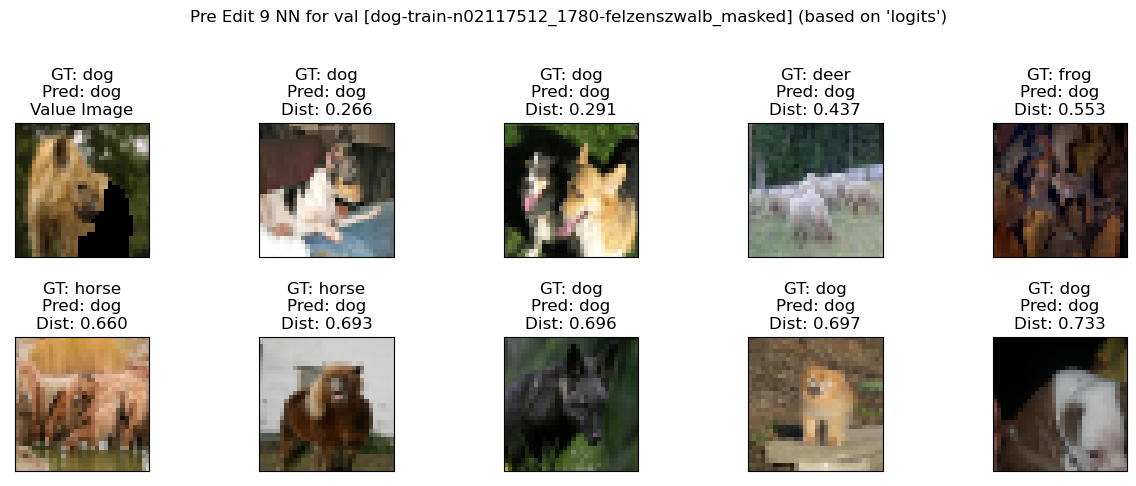 Pre Edit 9 NN for val [dog-train-n02117512_1780-felzenszwalb_masked] (based on 'logits')
GT: dog
Pred: dog
Value Image
GT: dog
Pred: dog
Dist: 0.266
GT: dog
Pred: dog
Dist: 0.291
GT: deer
Pred: dog
Dist: 0.437
GT: frog
Pred: dog
Dist: 0.553
GT: horse
Pred: dog
Dist: 0.660
GT: horse
Pred: dog
Dist: 0.693
GT: dog
Pred: dog
Dist: 0.696
GT: dog
Pred: dog
Dist: 0.697
GT: dog
Pred: dog
Dist: 0.733